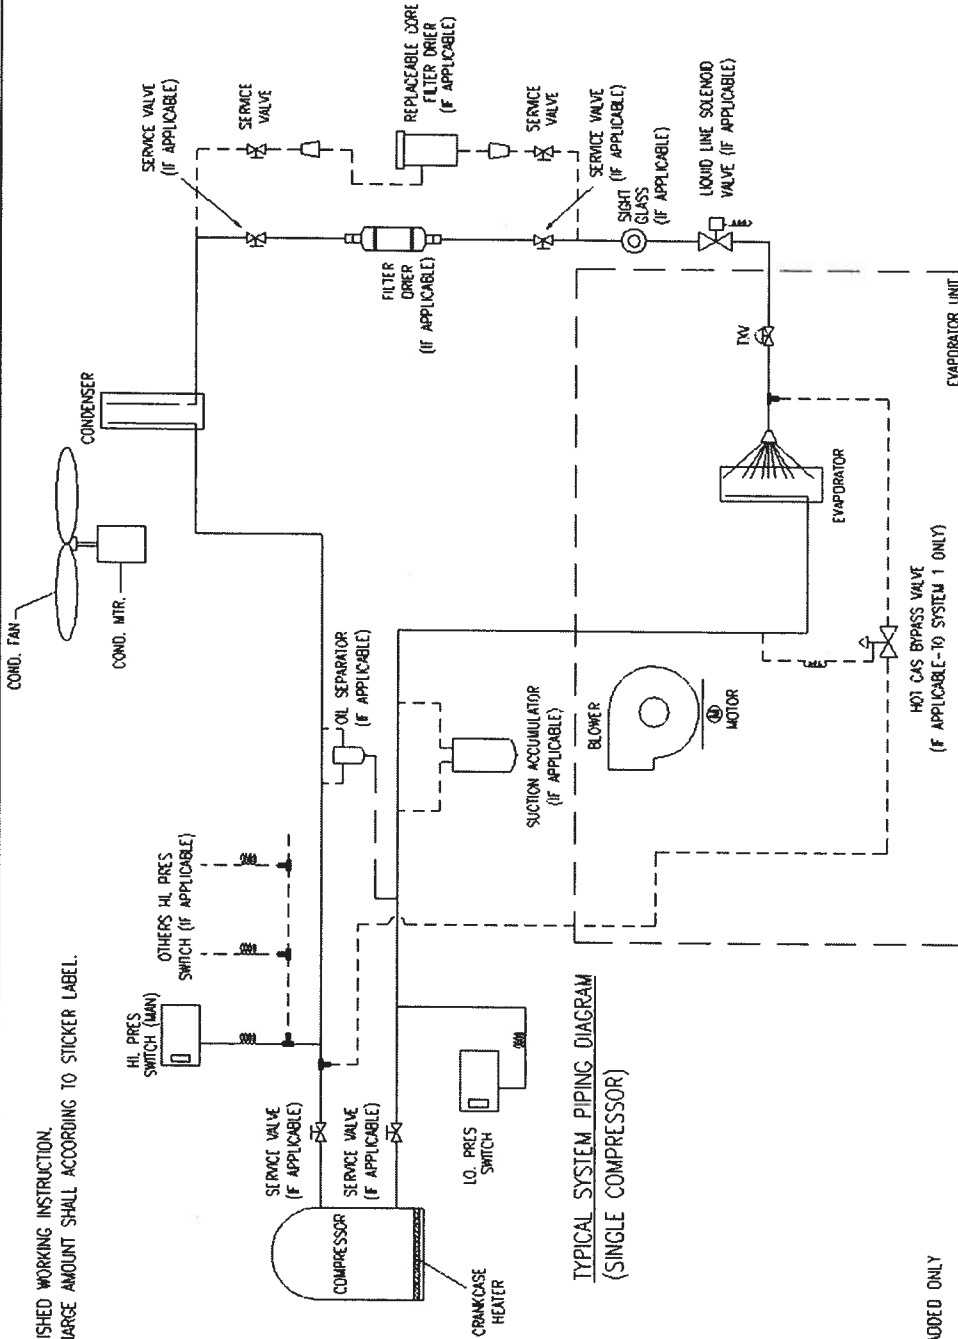 ISHED WORKING INSTRUCTION.
ARGE AMOUNT SHALL ACCORDING TO STICKER LABEL.
COND. FAN
COND. MTR.
CONDENSER
SERVICE VALVE
(IF APPLICABLE)
SERVICE
VALVE
REPLACEABLE CORE
FILTER DRIER
(IF APPLICABLE)
SERVICE
VALVE
SERVICE VALVE
(IF APPLICABLE)
FILTER
DRIER
(IF APPLICABLE)
SIGHT
GLASS
(IF APPLICABLE)
LIQUID LINE SOLENOID
VALVE (IF APPLICABLE)
HI. PRES
SWITCH (MAN)
OTHERS HI. PRES
SWITCH (IF APPLICABLE)
OIL SEPARATOR
(IF APPLICABLE)
SERVICE VALVE
(IF APPLICABLE)
SERVICE VALVE
(IF APPLICABLE)
COMPRESSOR
CRANKCASE
HEATER
LO. PRES
SWITCH
SUCTION ACCUMULATOR
(IF APPLICABLE)
BLOWER
M
MOTOR
TXV
EVAPORATOR
EVAPORATOR UNIT
HOT GAS BYPASS VALVE
(IF APPLICABLE-TO SYSTEM 1 ONLY)
TYPICAL SYSTEM PIPING DIAGRAM
(SINGLE COMPRESSOR)
ADDED ONLY